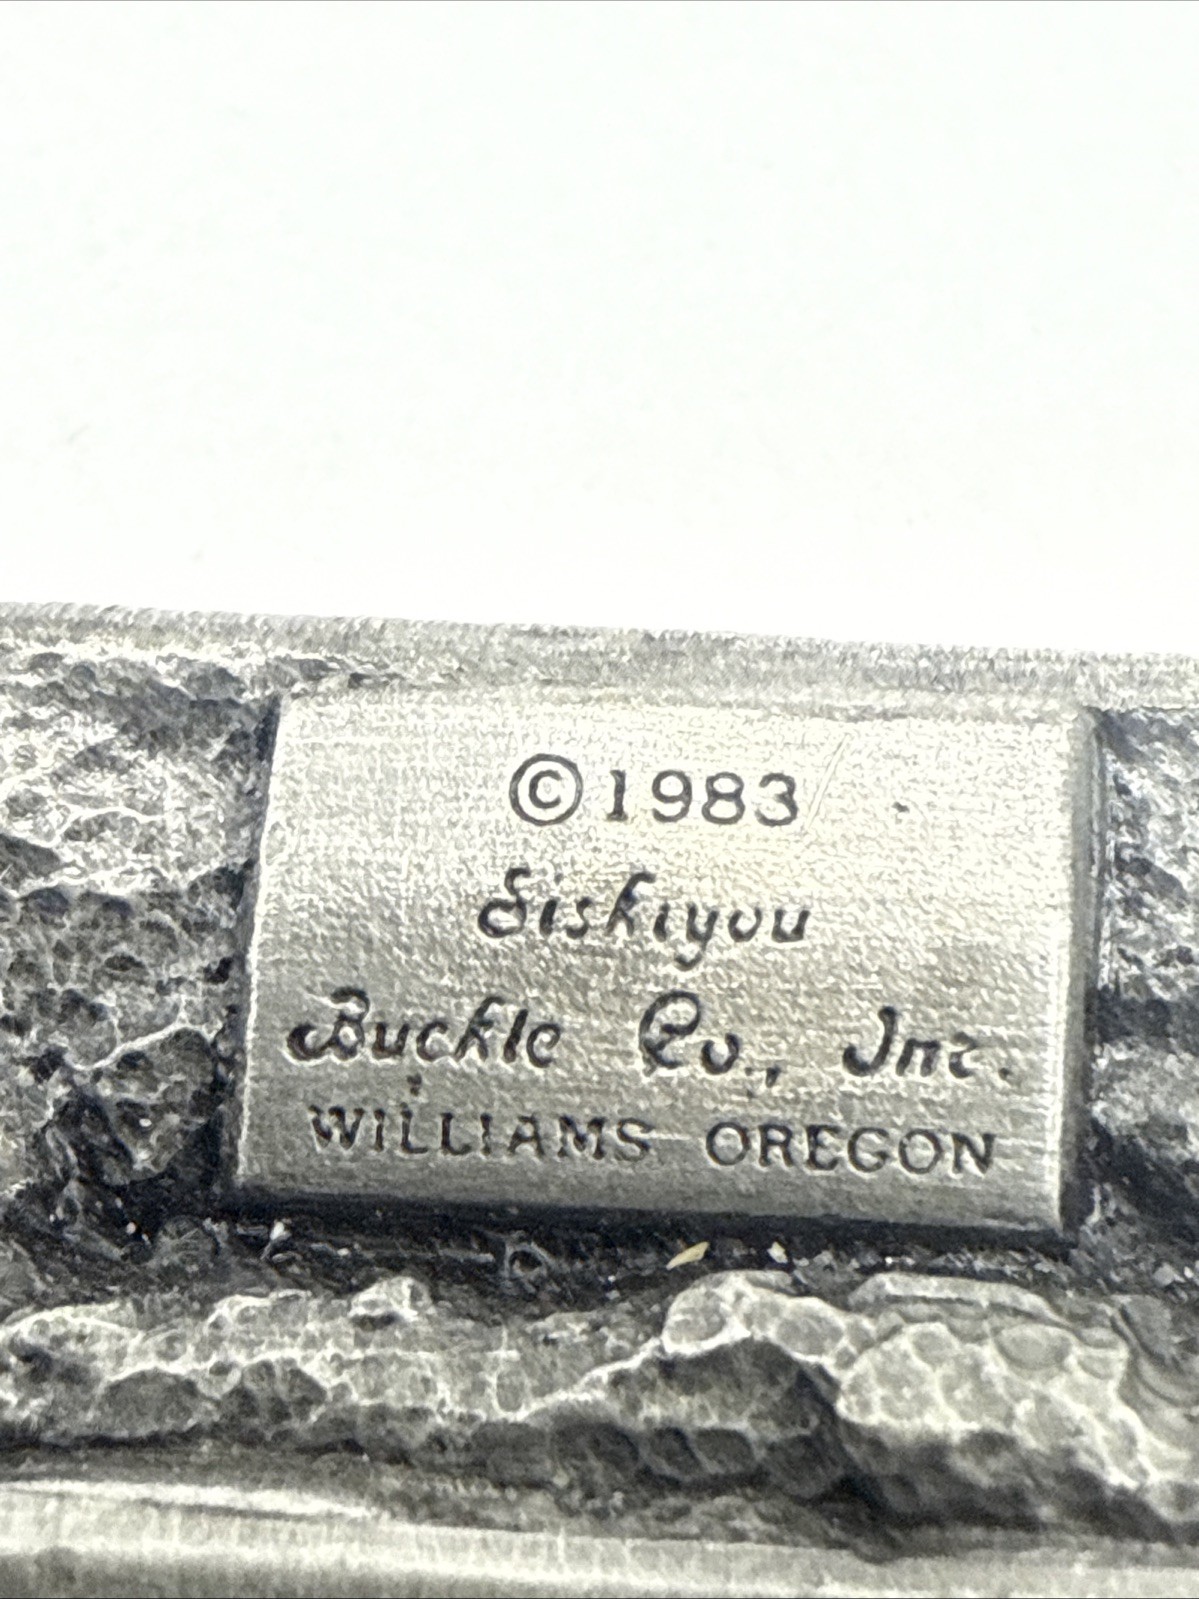 ©1983
Siskiyou
Buckle Co., Inc.
WILLIAMS OREGON